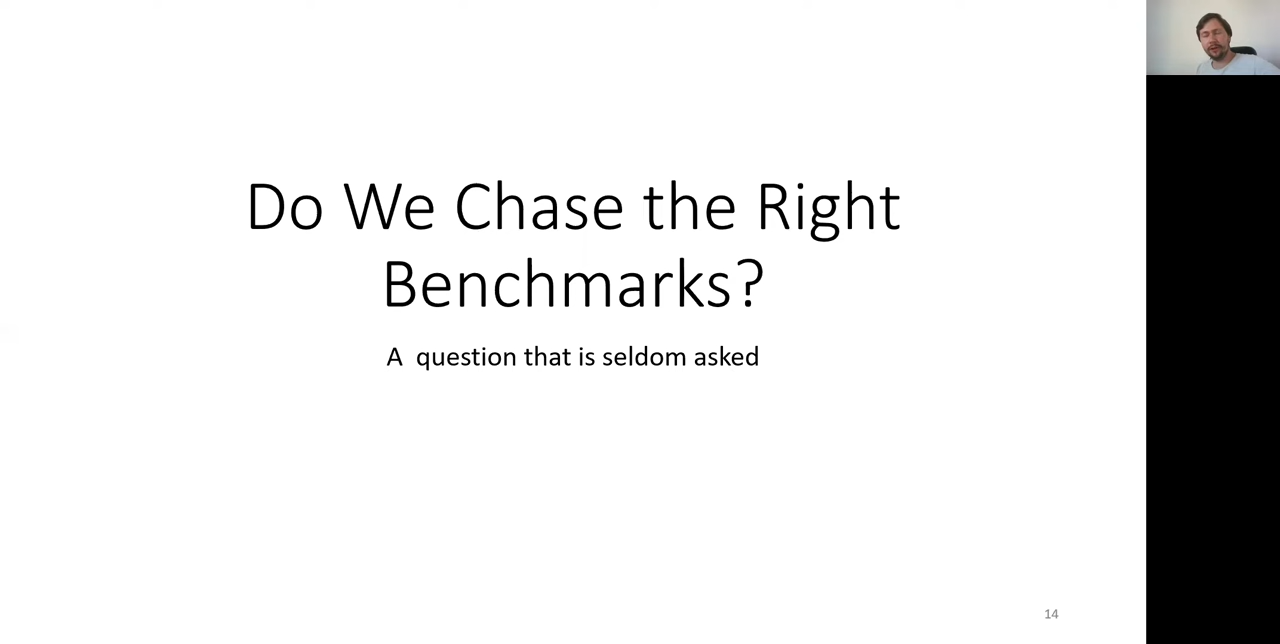 Do We Chase the Right
Benchmarks?
A  question that is seldom asked
14